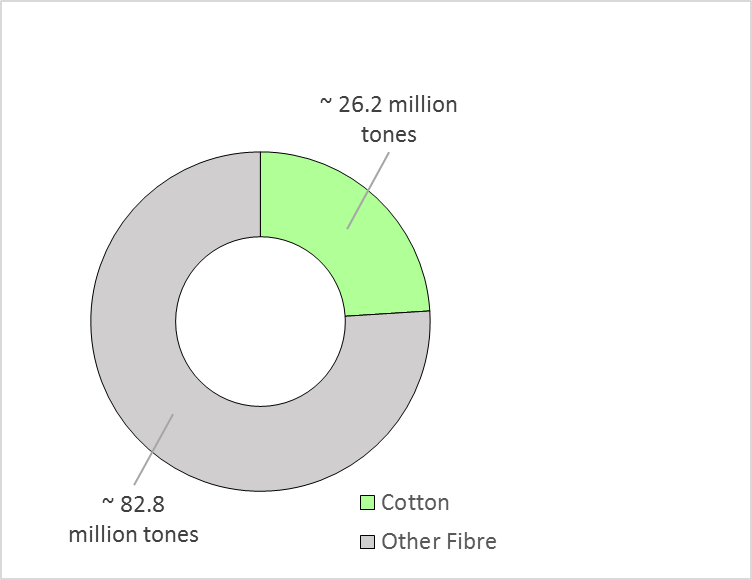 ~ 26.2 million
tones
~ 82.8
million tones
Cotton
Other Fibre